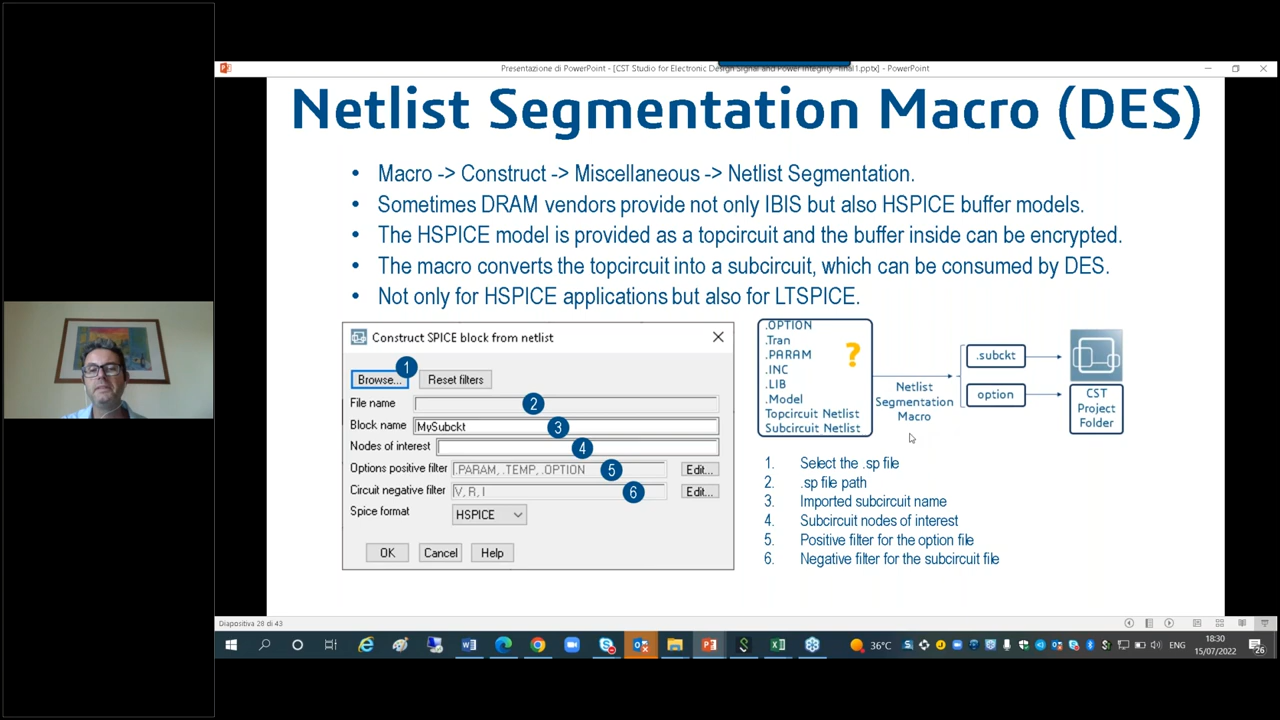 Presentazione di PowerPoint - [CST Studio for Electronic Design Signal and Power Integrity -final1.pptx] - PowerPoint
Netlist Segmentation Macro (DES)
• Macro -> Construct -> Miscellaneous -> Netlist Segmentation.
• Sometimes DRAM vendors provide not only IBIS but also HSPICE buffer models.
• The HSPICE model is provided as a topcircuit and the buffer inside can be encrypted.
• The macro converts the topcircuit into a subcircuit, which can be consumed by DES.
• Not only for HSPICE applications but also for LTSPICE.
Construct SPICE block from netlist
1
Browse... Reset filters
File name 2
Block name MySubckt 3
Nodes of interest 4
Options positive filter .PARAM, .TEMP, .OPTION 5 Edit...
Circuit negative filter V, R, I 6 Edit...
Spice format HSPICE
OK Cancel Help
.OPTION
.Tran
.PARAM
.INC
.LIB
.Model
Topcircuit Netlist
Subcircuit Netlist
?
Netlist
Segmentation
Macro
.subckt
option
CST
Project
Folder
1. Select the .sp file
2. .sp file path
3. Imported subcircuit name
4. Subcircuit nodes of interest
5. Positive filter for the option file
6. Negative filter for the subcircuit file
Diapositiva 28 di 43
36°C
ENG
18:30
15/07/2022
26